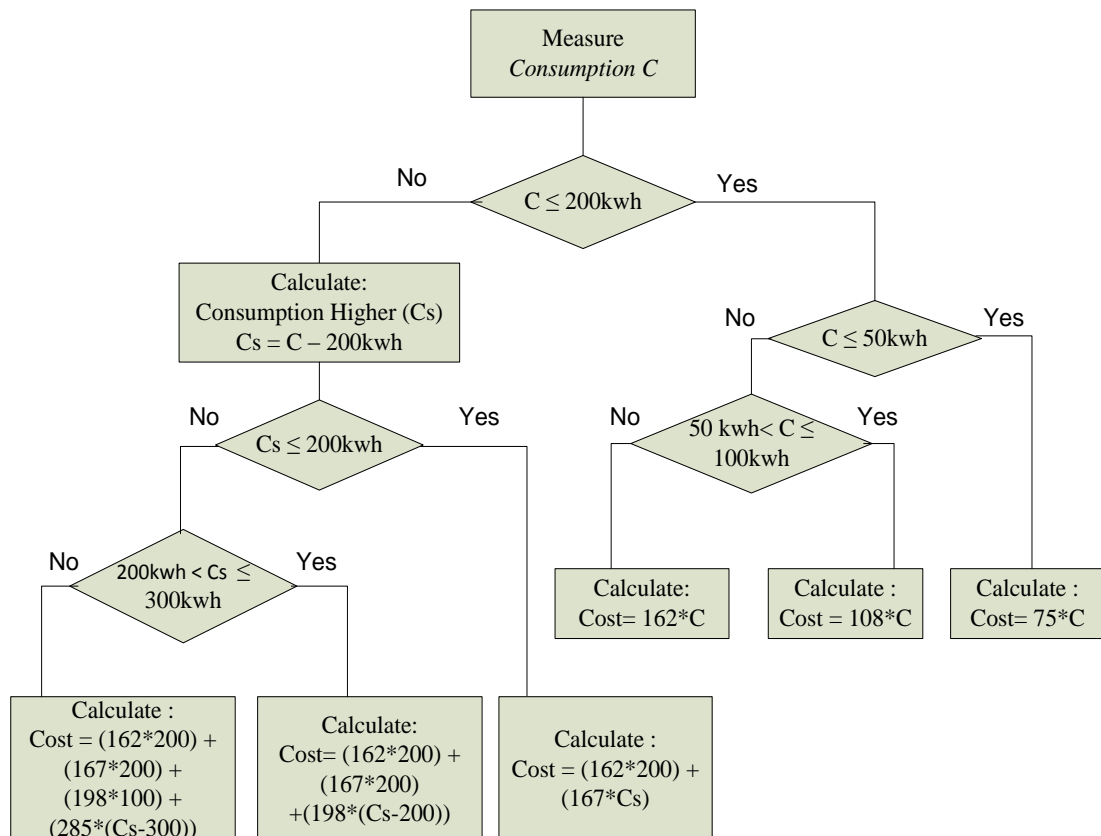 Measure
Consumption C
No
Yes
C ≤ 200kwh
Calculate:
Consumption Higher (Cs)
Cs = C – 200kwh
No
Yes
C ≤ 50kwh
No
Yes
Cs ≤ 200kwh
No
Yes
50 kwh< C ≤
100kwh
No
Yes
200kwh < Cs ≤
300kwh
Calculate:
Cost= 162*C
Calculate :
Cost = 108*C
Calculate :
Cost= 75*C
Calculate :
Cost = (162*200) +
(167*200) +
(198*100) +
(285*(Cs-300))
Calculate:
Cost= (162*200) +
(167*200)
+(198*(Cs-200))
Calculate :
Cost = (162*200) +
(167*Cs)